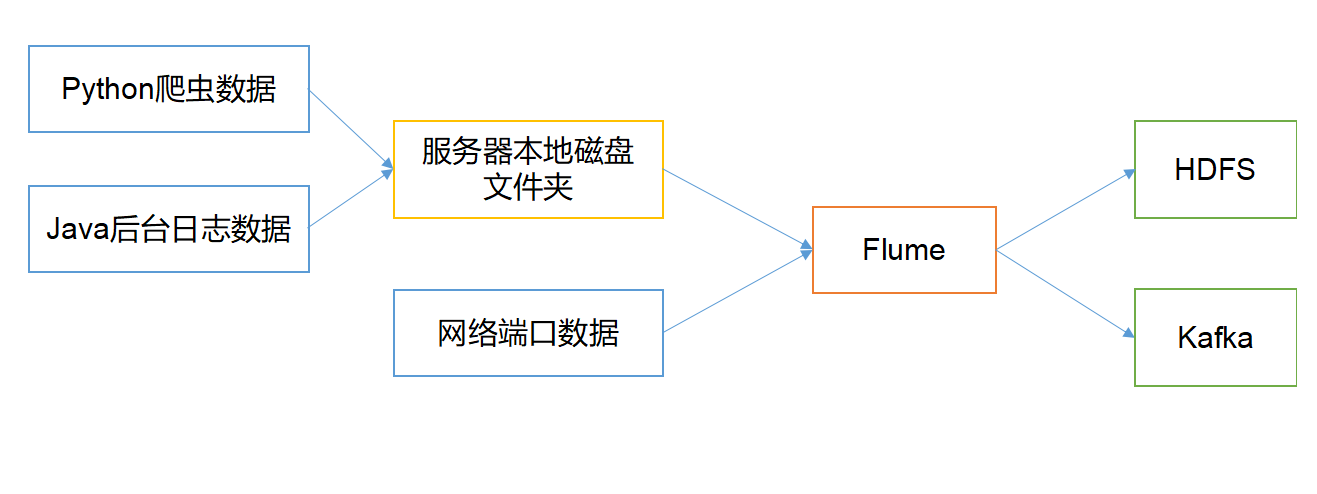 Python爬虫数据
Java后台日志数据
服务器本地磁盘
文件夹
网络端口数据
Flume
HDFS
Kafka